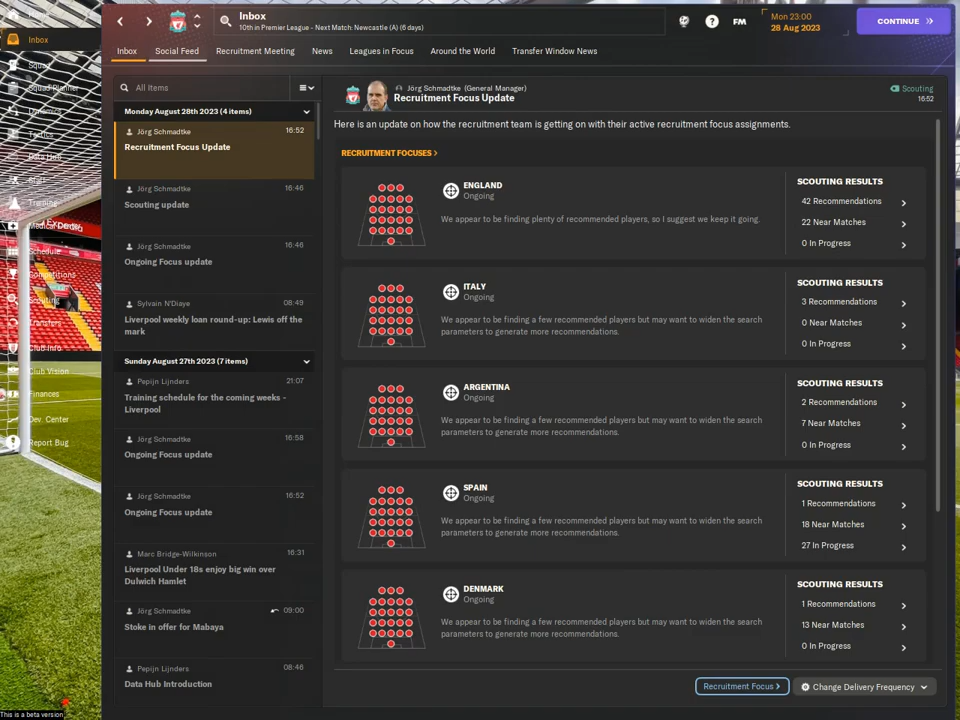 Inbox
10th in Premier League - Next Match: Newcastle (A) (6 days)
FM
Mon 23:00
28 Aug 2023
CONTINUE
Inbox
Social Feed
Recruitment Meeting
News
Leagues in Focus
Around the World
Transfer Window News
Inbox
Squad
Squad Planner
Dynamics
Tactics
Data Hub
Staff
Training
Medical Centre
Schedule
Competitions
Scouting
Transfers
Club Info
Club Vision
Finances
Dev. Center
Report Bug
This is a beta version
All Items
Monday August 28th 2023 (4 items)
Jörg Schmadtke 16:52
Recruitment Focus Update
Jörg Schmadtke 16:46
Scouting update
Jörg Schmadtke 16:46
Ongoing Focus update
Sylvain N'Diaye 08:49
Liverpool weekly loan round-up: Lewis off the
mark
Sunday August 27th 2023 (7 items)
Pepijn Lijnders 21:07
Training schedule for the coming weeks -
Liverpool
Jörg Schmadtke 16:58
Ongoing Focus update
Jörg Schmadtke 16:52
Ongoing Focus update
Marc Bridge-Wilkinson 16:31
Liverpool Under 18s enjoy big win over
Dulwich Hamlet
Jörg Schmadtke 09:00
Stoke in offer for Mabaya
Pepijn Lijnders 08:46
Data Hub Introduction
Jörg Schmadtke (General Manager)
Recruitment Focus Update
Scouting
16:52
Here is an update on how the recruitment team is getting on with their active recruitment focus assignments.
RECRUITMENT FOCUSES >
ENGLAND
Ongoing
We appear to be finding plenty of recommended players, so I suggest we keep it going.
SCOUTING RESULTS
42 Recommendations
22 Near Matches
0 In Progress
ITALY
Ongoing
We appear to be finding a few recommended players but may want to widen the search
parameters to generate more recommendations.
SCOUTING RESULTS
3 Recommendations
0 Near Matches
0 In Progress
ARGENTINA
Ongoing
We appear to be finding a few recommended players but may want to widen the search
parameters to generate more recommendations.
SCOUTING RESULTS
2 Recommendations
7 Near Matches
0 In Progress
SPAIN
Ongoing
We appear to be finding a few recommended players but may want to widen the search
parameters to generate more recommendations.
SCOUTING RESULTS
1 Recommendations
18 Near Matches
27 In Progress
DENMARK
Ongoing
We appear to be finding a few recommended players but may want to widen the search
parameters to generate more recommendations.
SCOUTING RESULTS
1 Recommendations
13 Near Matches
0 In Progress
Recruitment Focus >
Change Delivery Frequency